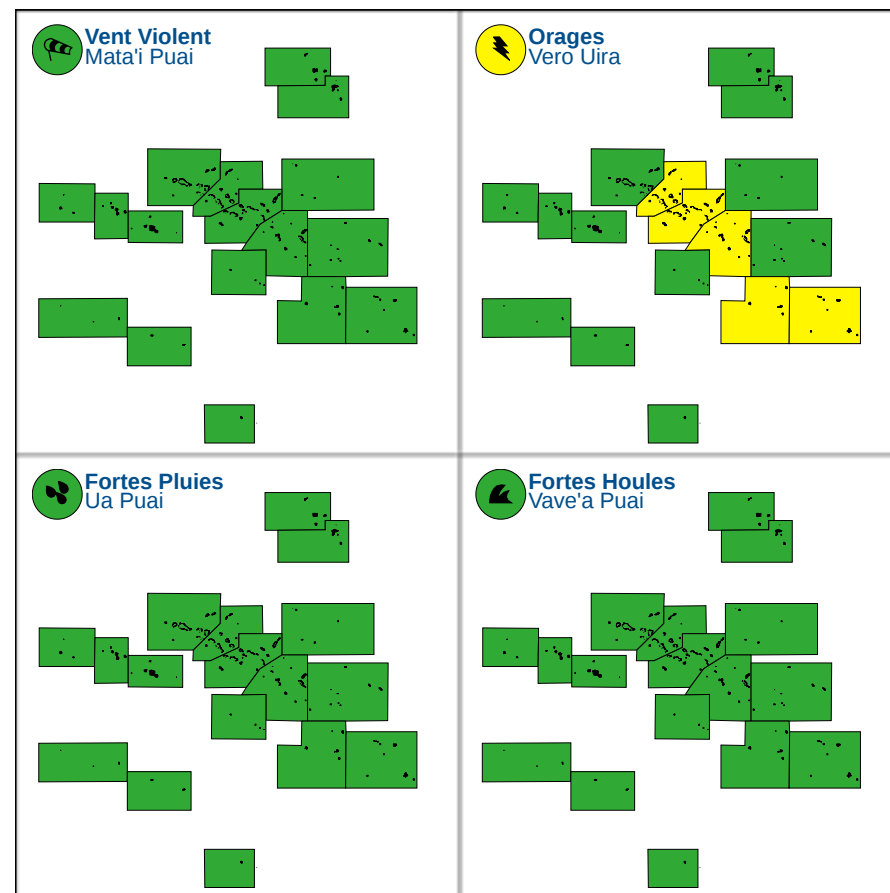 Vent Violent
Mata'i Puai
Orages
Vero Uira
Fortes Pluies
Ua Puai
Fortes Houles
Vave'a Puai